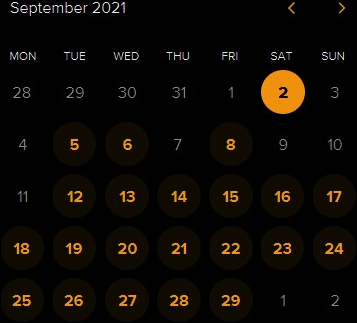 September 2021
MON TUE WED THU FRI SAT SUN
28 29 30 31 1 2 3
4 5 6 7 8 9 10
11 12 13 14 15 16 17
18 19 20 21 22 23 24
25 26 27 28 29 1 2